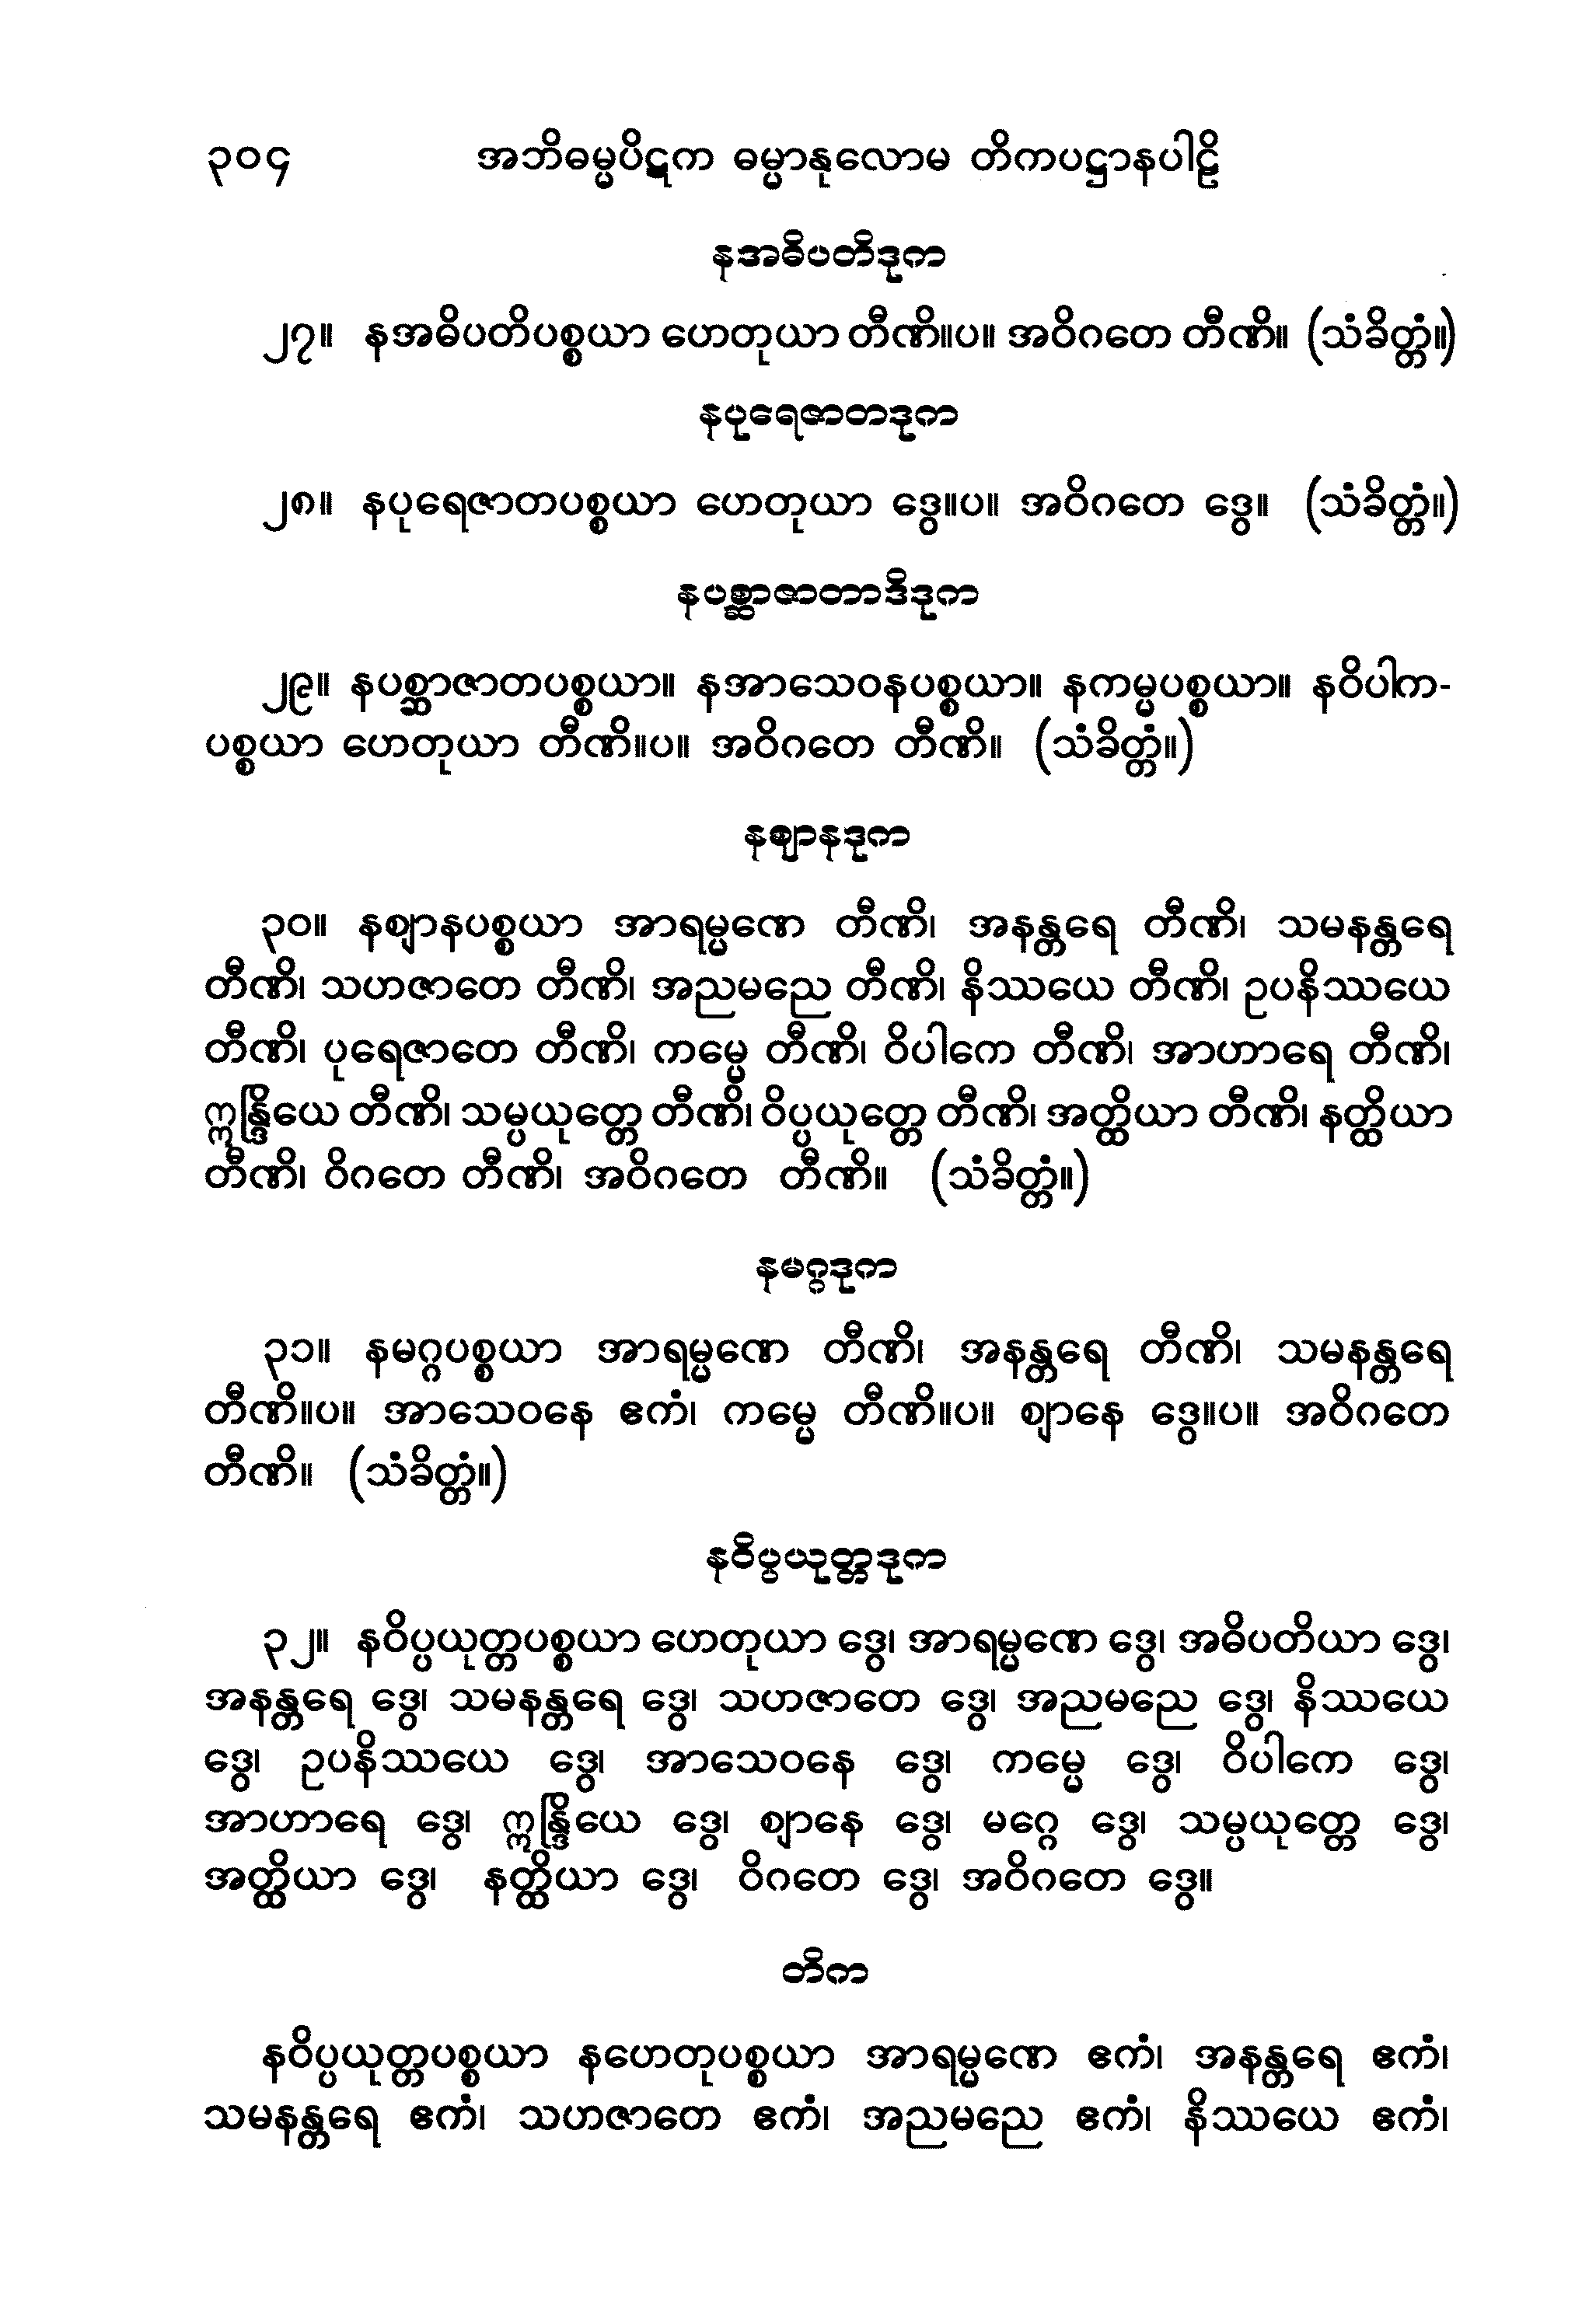 ၃၀၄ အဘိဓမ္မပိဋက ဓမ္မာနုလောမ တိကပဋ္ဌာနပါဠိ
နအဓိပတိဒုက
၂၇။ နအဓိပတိပစ္စယာ ဟေတုယာ တီဏိ။ပ။ အဝိဂတေ တီဏိ။ (သံခိတ္တံ။)
နပုရေဇာတဒုက
၂၈။ နပုရေဇာတပစ္စယာ ဟေတုယာ ဒွေ။ပ။ အဝိဂတေ ဒွေ။ (သံခိတ္တံ။)
နပစ္ဆာဇာတာဒိဒုက
၂၉။ နပစ္ဆာဇာတပစ္စယာ။ နအာသေဝနပစ္စယာ။ နကမ္မပစ္စယာ။ နဝိပါက-
ပစ္စယာ ဟေတုယာ တီဏိ။ပ။ အဝိဂတေ တီဏိ။ (သံခိတ္တံ။)
နဈာနဒုက
၃၀။ နဈာနပစ္စယာ အာရမ္မဏေ တီဏိ၊ အနန္တရေ တီဏိ၊ သမနန္တရေ
တီဏိ၊ သဟဇာတေ တီဏိ၊ အညမညေ တီဏိ၊ နိဿယေ တီဏိ၊ ဥပနိဿယေ
တီဏိ၊ ပုရေဇာတေ တီဏိ၊ ကမ္မေ တီဏိ၊ ဝိပါကေ တီဏိ၊ အာဟာရေ တီဏိ၊
ဣန္ဒြိယေ တီဏိ၊ သမ္ပယုတ္တေ တီဏိ၊ ဝိပ္ပယုတ္တေ တီဏိ၊ အတ္ထိယာ တီဏိ၊ နတ္ထိယာ
တီဏိ၊ ဝိဂတေ တီဏိ၊ အဝိဂတေ တီဏိ။ (သံခိတ္တံ။)
နမဂ္ဂဒုက
၃၁။ နမဂ္ဂပစ္စယာ အာရမ္မဏေ တီဏိ၊ အနန္တရေ တီဏိ၊ သမနန္တရေ
တီဏိ။ပ။ အာသေဝနေ ဧကံ၊ ကမ္မေ တီဏိ။ပ။ ဈာနေ ဒွေ။ပ။ အဝိဂတေ
တီဏိ။ (သံခိတ္တံ။)
နဝိပ္ပယုတ္တဒုက
၃၂။ နဝိပ္ပယုတ္တပစ္စယာ ဟေတုယာ ဒွေ၊ အာရမ္မဏေ ဒွေ၊ အဓိပတိယာ ဒွေ၊
အနန္တရေ ဒွေ၊ သမနန္တရေ ဒွေ၊ သဟဇာတေ ဒွေ၊ အညမညေ ဒွေ၊ နိဿယေ
ဒွေ၊ ဥပနိဿယေ ဒွေ၊ အာသေဝနေ ဒွေ၊ ကမ္မေ ဒွေ၊ ဝိပါကေ ဒွေ၊
အာဟာရေ ဒွေ၊ ဣန္ဒြိယေ ဒွေ၊ ဈာနေ ဒွေ၊ မဂ္ဂေ ဒွေ၊ သမ္ပယုတ္တေ ဒွေ၊
အတ္ထိယာ ဒွေ၊ နတ္ထိယာ ဒွေ၊ ဝိဂတေ ဒွေ၊ အဝိဂတေ ဒွေ။
တိက
နဝိပ္ပယုတ္တပစ္စယာ နဟေတုပစ္စယာ အာရမ္မဏေ ဧကံ၊ အနန္တရေ ဧကံ၊
သမနန္တရေ ဧကံ၊ သဟဇာတေ ဧကံ၊ အညမညေ ဧကံ၊ နိဿယေ ဧကံ၊